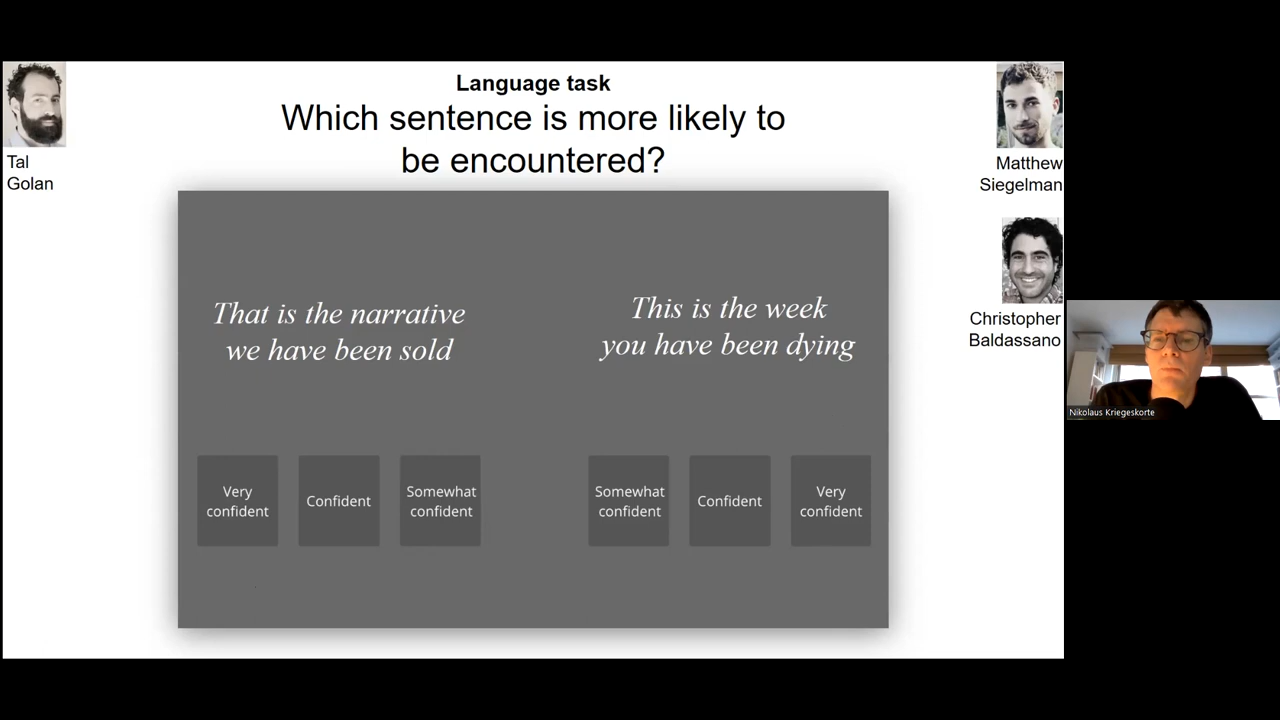 Language task
Which sentence is more likely to
be encountered?
Tal
Golan
Matthew
Siegelman
Christopher
Baldassano
That is the narrative
we have been sold
This is the week
you have been dying
Very
confident
Confident
Somewhat
confident
Somewhat
confident
Confident
Very
confident
Nikolaus Kriegeskorte